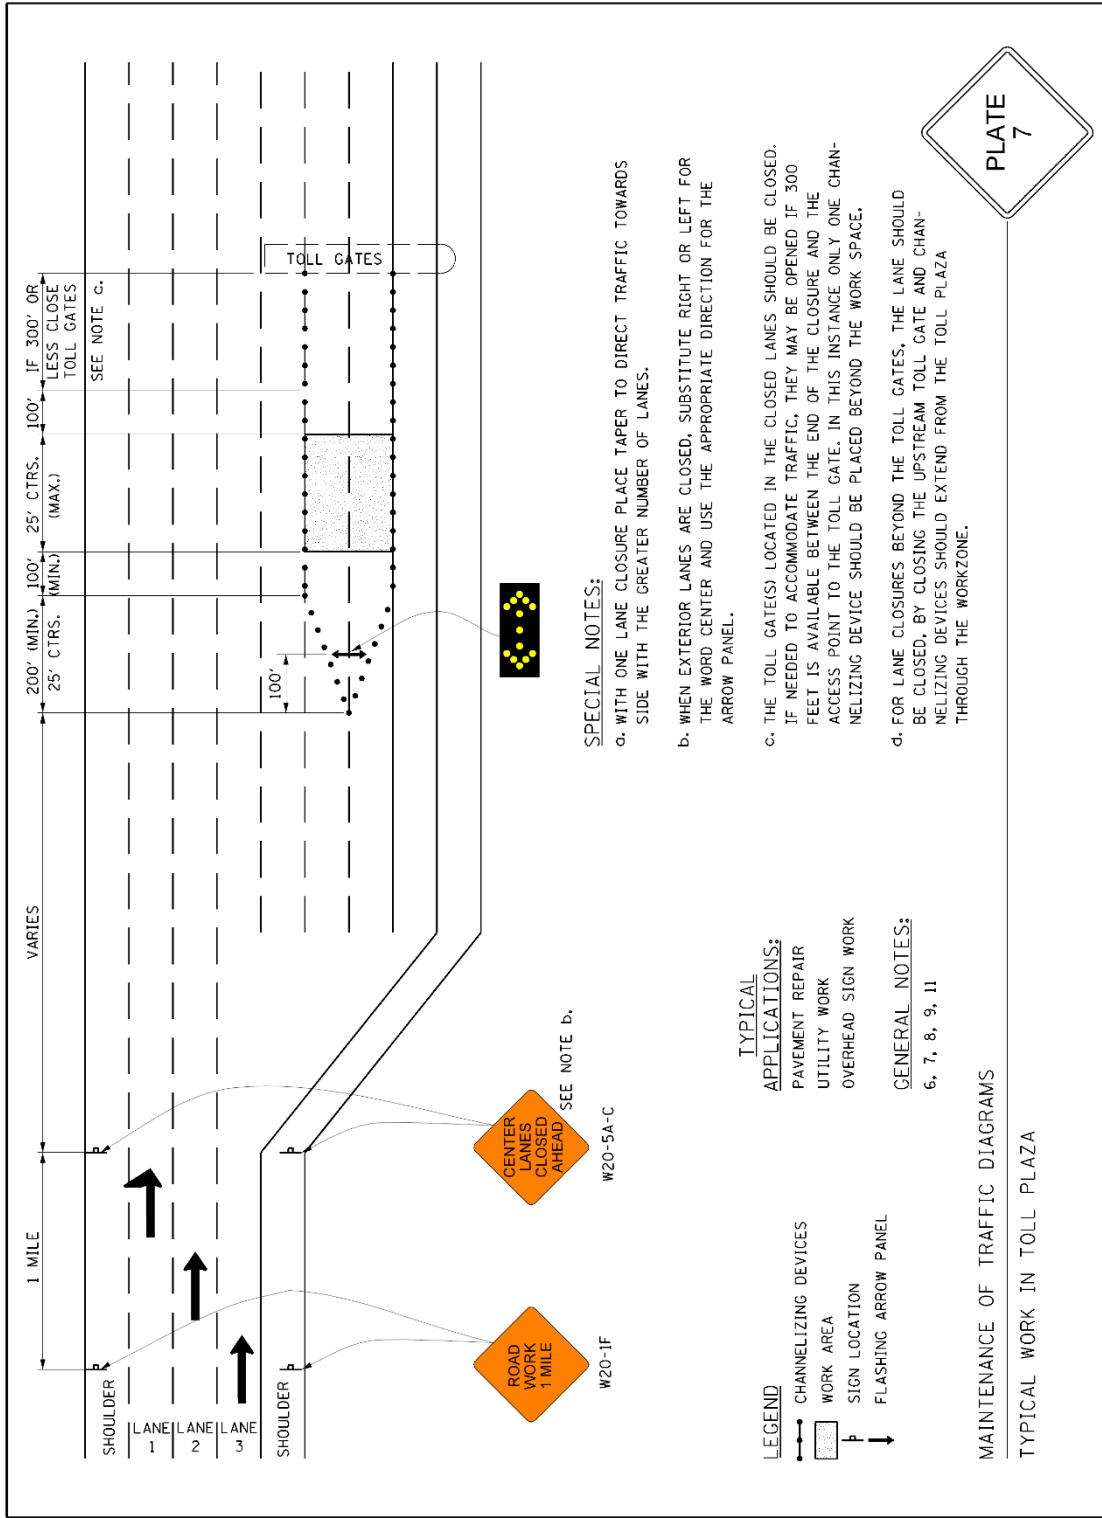 1 MILE
VARIES
200' (MIN.)
25' CTRS.
100'
(MIN.)
25' CTRS.
(MAX.)
100'
IF 300' OR
LESS CLOSE
TOLL GATES
SEE NOTE c.
SHOULDER
LANE
1
LANE
2
LANE
3
SHOULDER
100'
TOLL GATES
ROAD
WORK
1 MILE
W20-1F
CENTER
LANES
CLOSED
AHEAD
SEE NOTE b.
W20-5A-C
LEGEND
CHANNELIZING DEVICES
WORK AREA
SIGN LOCATION
FLASHING ARROW PANEL
TYPICAL
APPLICATIONS:
PAVEMENT REPAIR
UTILITY WORK
OVERHEAD SIGN WORK
GENERAL NOTES:
6, 7, 8, 9, 11
SPECIAL NOTES:
a. WITH ONE LANE CLOSURE PLACE TAPER TO DIRECT TRAFFIC TOWARDS
SIDE WITH THE GREATER NUMBER OF LANES.
b. WHEN EXTERIOR LANES ARE CLOSED, SUBSTITUTE RIGHT OR LEFT FOR
THE WORD CENTER AND USE THE APPROPRIATE DIRECTION FOR THE
ARROW PANEL.
c. THE TOLL GATE(S) LOCATED IN THE CLOSED LANES SHOULD BE CLOSED.
IF NEEDED TO ACCOMMODATE TRAFFIC, THEY MAY BE OPENED IF 300
FEET IS AVAILABLE BETWEEN THE END OF THE CLOSURE AND THE
ACCESS POINT TO THE TOLL GATE. IN THIS INSTANCE ONLY ONE CHAN-
NELIZING DEVICE SHOULD BE PLACED BEYOND THE WORK SPACE.
d. FOR LANE CLOSURES BEYOND THE TOLL GATES, THE LANE SHOULD
BE CLOSED, BY CLOSING THE UPSTREAM TOLL GATE AND CHAN-
NELIZING DEVICES SHOULD EXTEND FROM THE TOLL PLAZA
THROUGH THE WORKZONE.
MAINTENANCE OF TRAFFIC DIAGRAMS
TYPICAL WORK IN TOLL PLAZA
PLATE
7